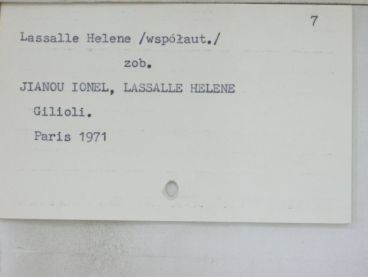 7
Lassalle Helene /współaut./
zob.
JIANOU IONEL, LASSALLE HELENE
Gilioli.
Paris 1971